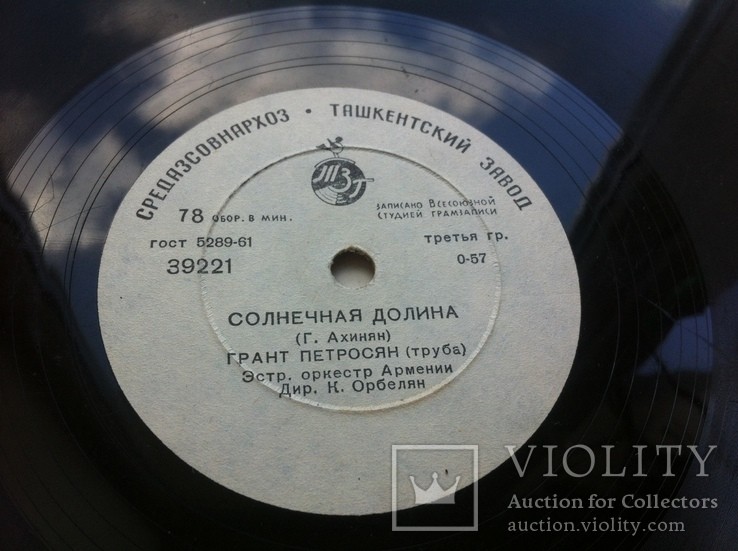 СРЕДАЗСОВНАРХОЗ • ТАШКЕНТСКИЙ ЗАВОД
ТЗГ
78 ОБОР. В МИН.
ЗАПИСАНО ВСЕСОЮЗНОЙ
СТУДИЕЙ ГРАМЗАПИСИ
ГОСТ 5289-61
третья гр.
39221
0-57
СОЛНЕЧНАЯ ДОЛИНА
(Г. Ахинян)
ГРАНТ ПЕТРОСЯН (труба)
Эстр. оркестр Армении
Дир. К. Орбелян
VIOLITY
Auction for Collectors
auction.violity.com